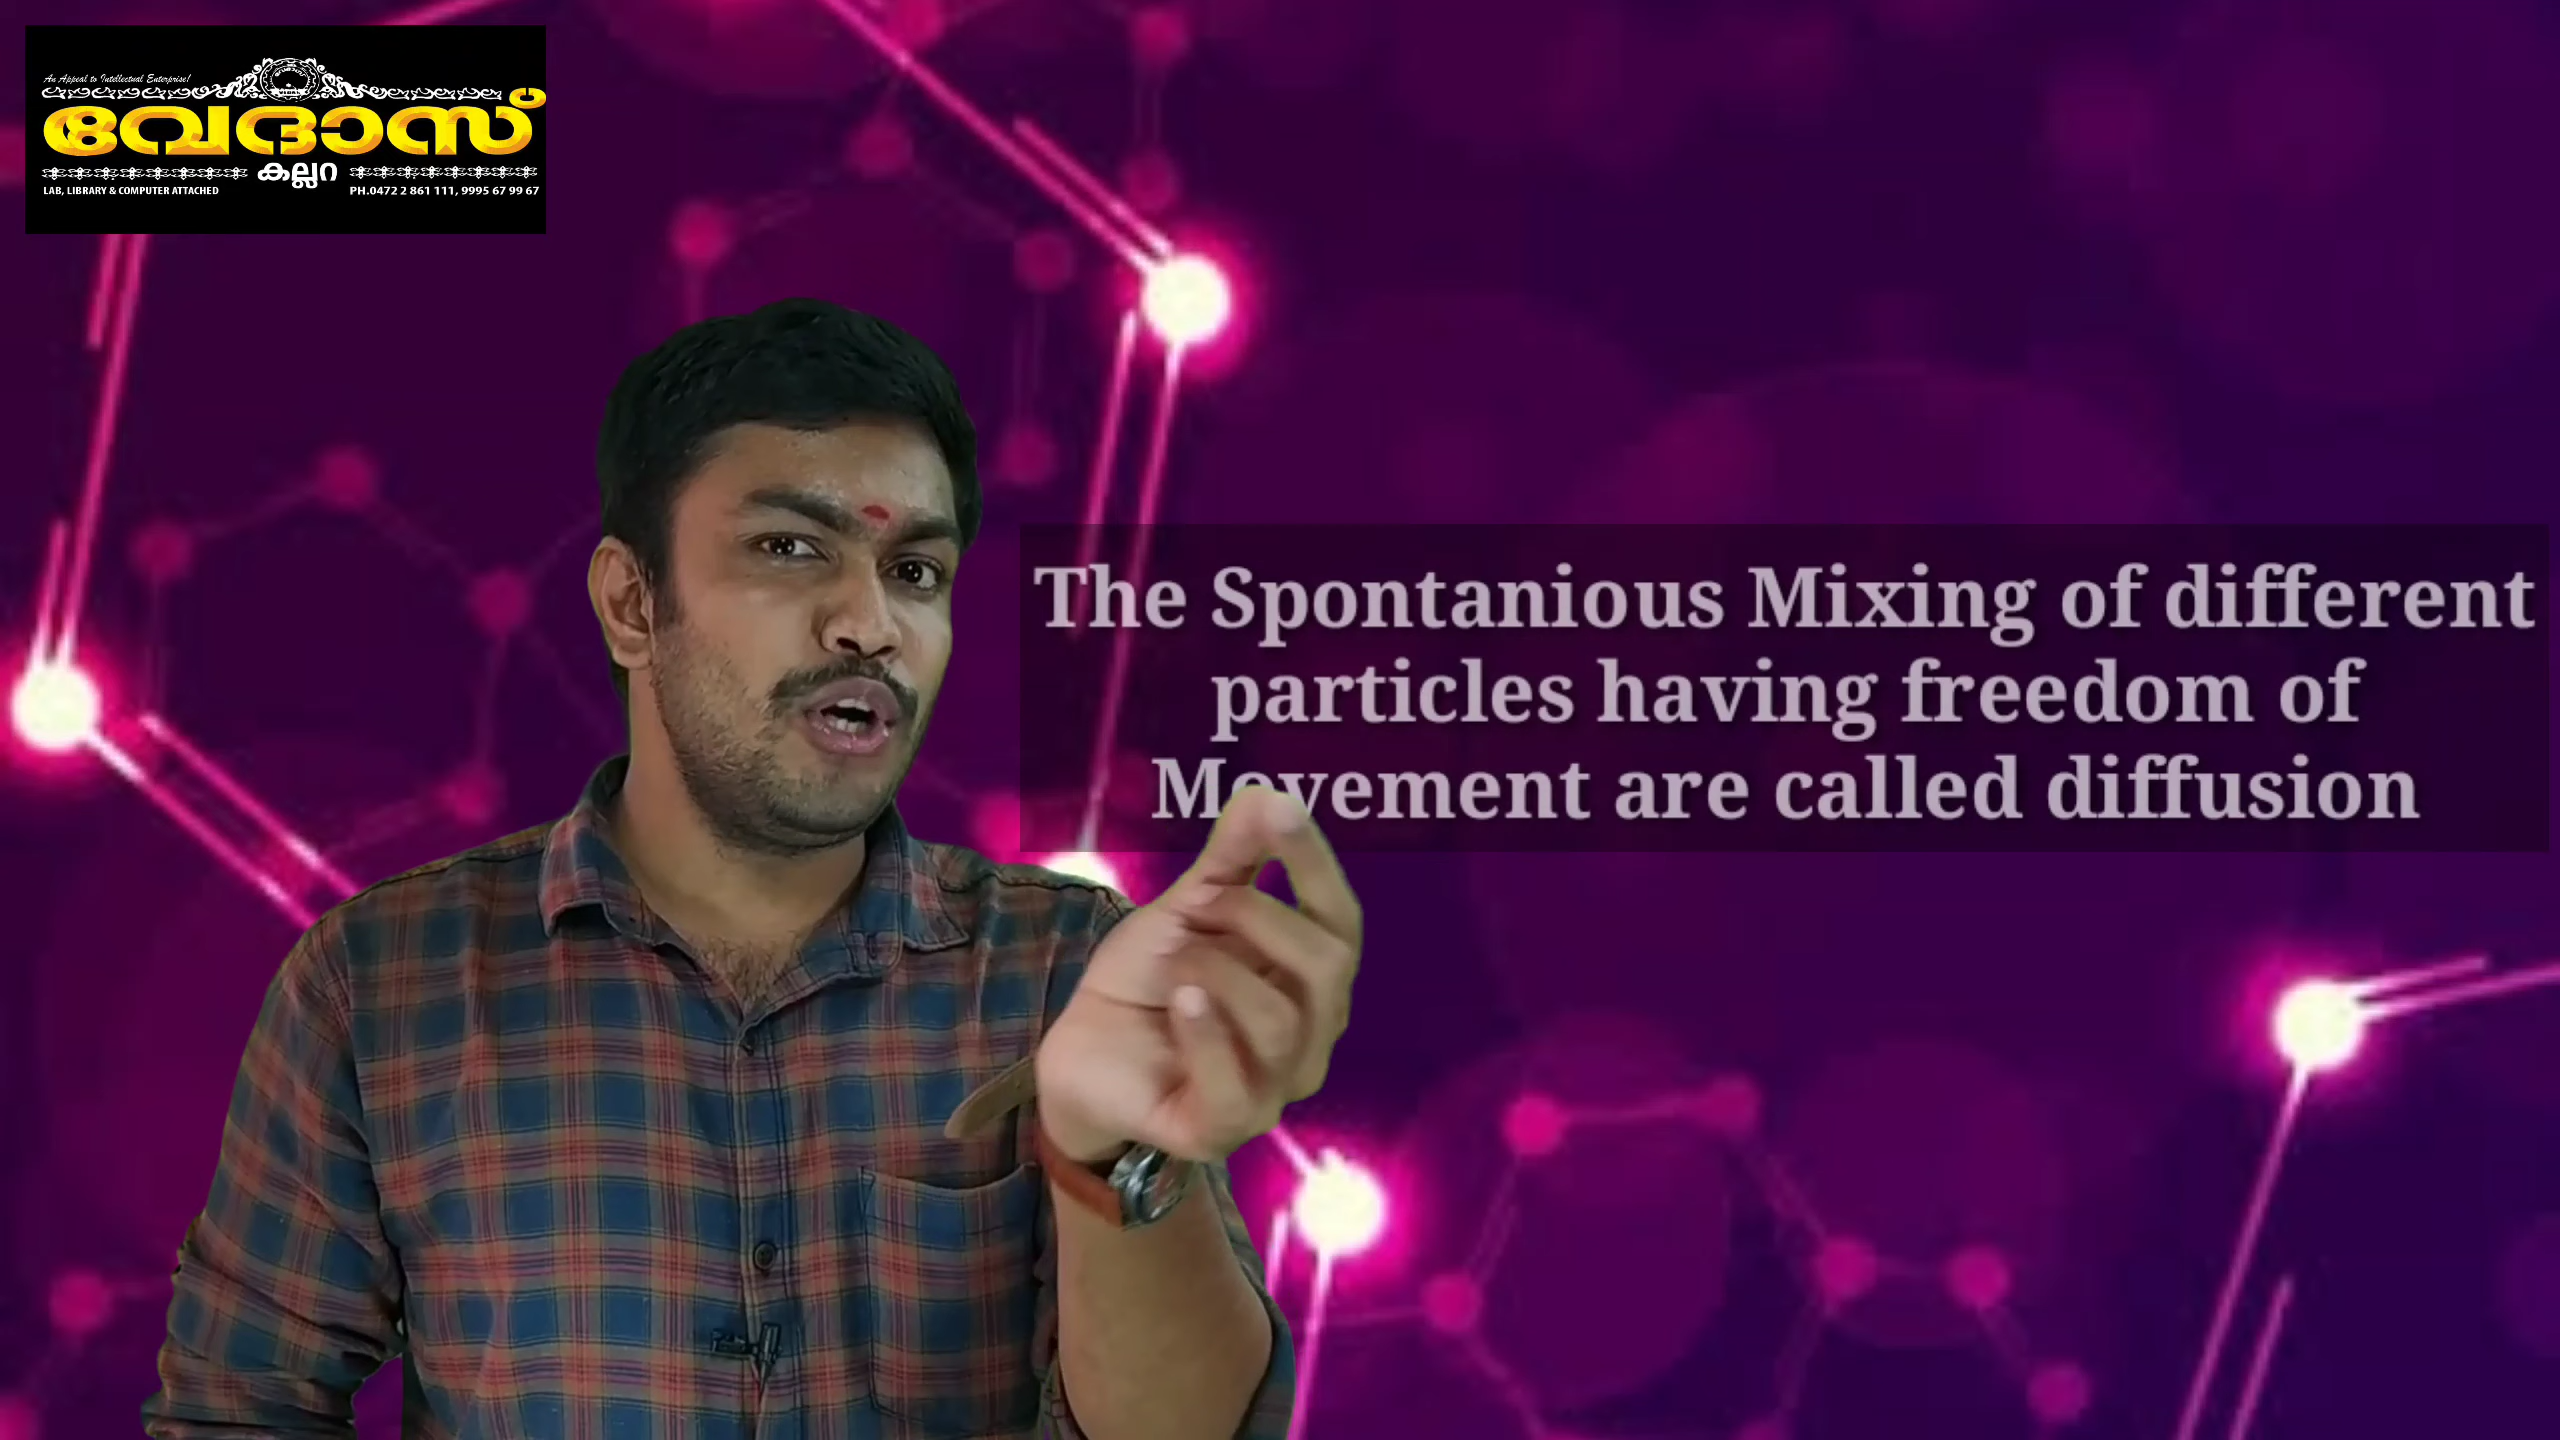 An Appeal to Intellectual Enterprise!
വേദാസ്
കല്ലറ
LAB, LIBRARY & COMPUTER ATTACHED
PH.0472 2 861 111, 9995 67 99 67
The Spontanious Mixing of different
particles having freedom of
Movement are called diffusion